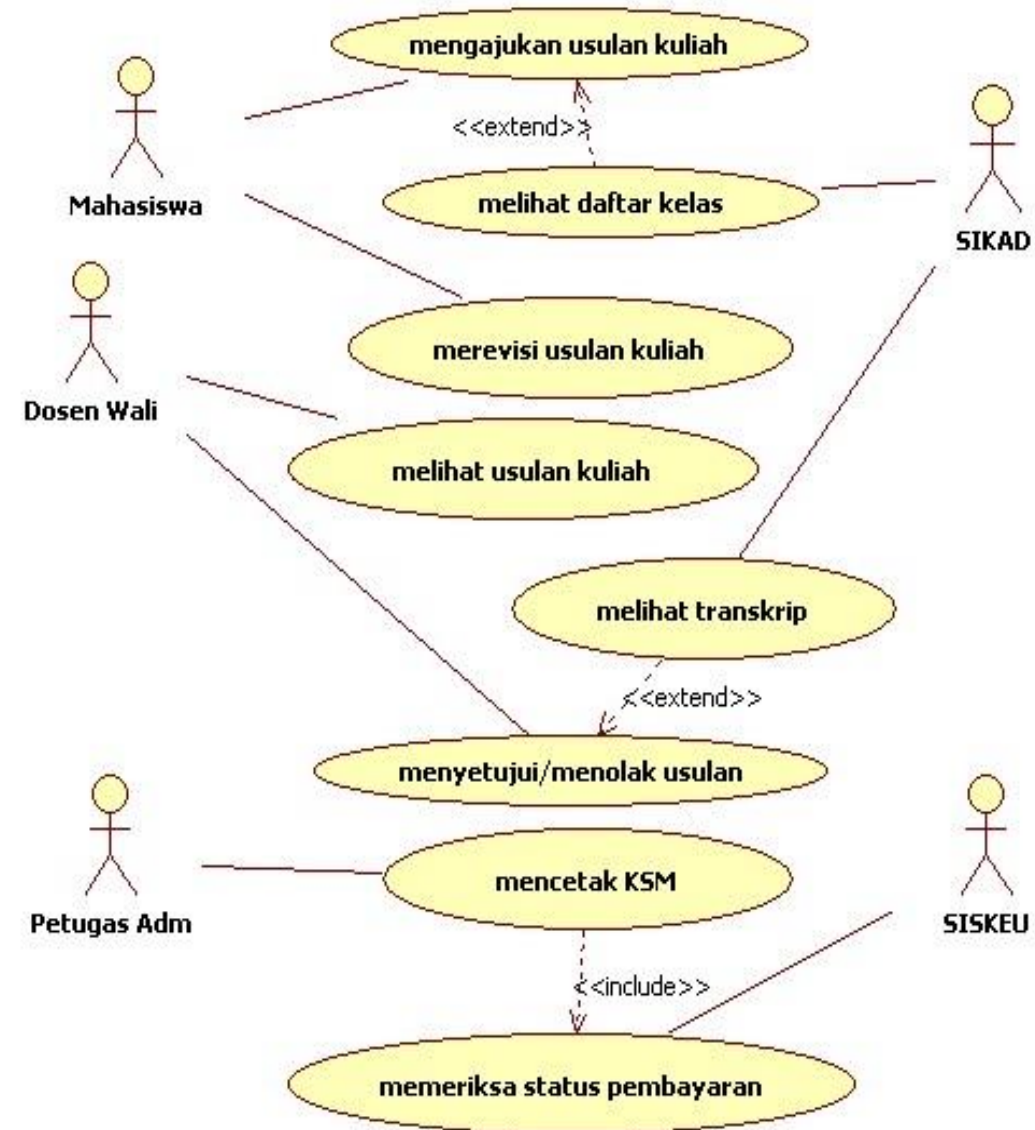 mengajukan usulan kuliah
<<extend>>
Mahasiswa
melihat daftar kelas
SIKAD
merevisi usulan kuliah
Dosen Wali
melihat usulan kuliah
melihat transkrip
<<extend>>
menyetujui/menolak usulan
mencetak KSM
Petugas Adm
SISKEU
<<include>>
memeriksa status pembayaran